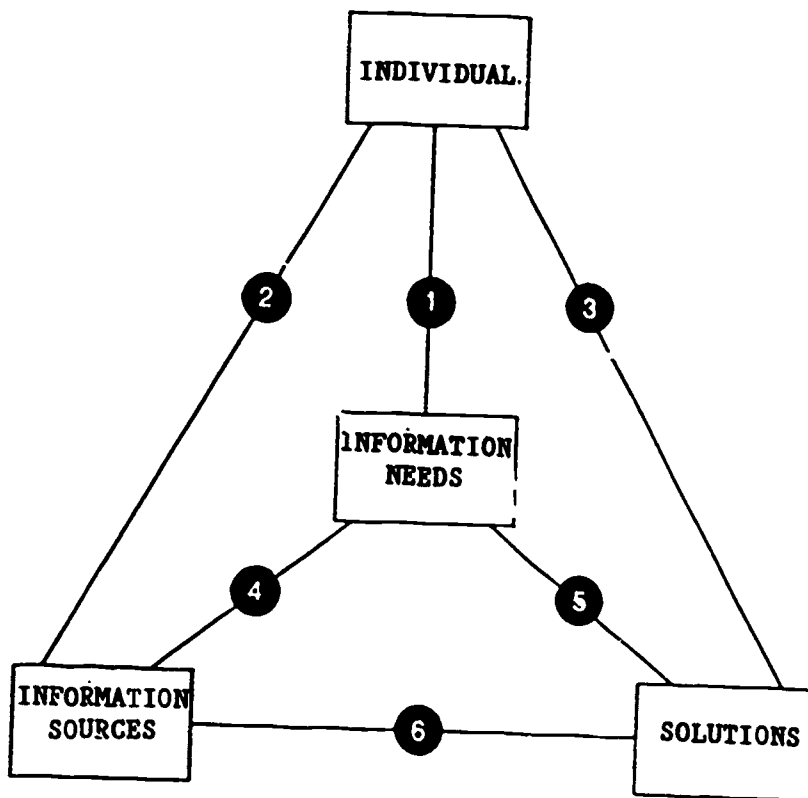 INDIVIDUAL.
2
1
3
INFORMATION
NEEDS
4
5
INFORMATION
SOURCES
6
SOLUTIONS